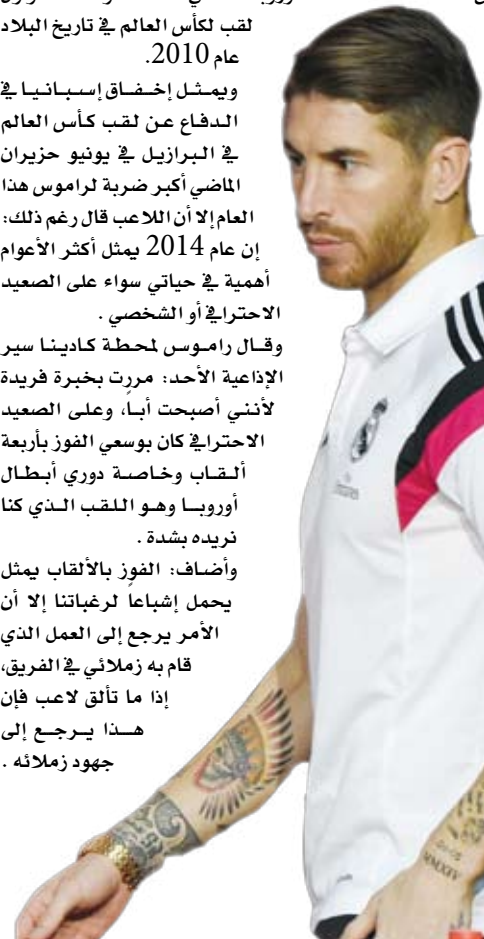 لقب لكأس العالم في تاريخ البلاد
عام 2010.
ويمثل إخفاق إسبانيا في
الدفاع عن لقب كأس العالم
في البرازيل في يونيو حزيران
الماضي أكبر ضربة لراموس هذا
العام إلا أن اللاعب قال رغم ذلك:
إن عام 2014 يمثل أكثر الأعوام
أهمية في حياتي سواء على الصعيد
الاحترافي أو الشخصي .
وقال راموس لمحطة كادينا سير
الإذاعية الأحد: مررت بخبرة فريدة
لأنني أصبحت أباً، وعلى الصعيد
الاحترافي كان بوسعي الفوز بأربعة
ألقاب وخاصة دوري أبطال
أوروبا وهو اللقب الذي كنا
نريده بشدة .
وأضاف: الفوز بالألقاب يمثل
يحمل إشباعاً لرغباتنا إلا أن
الأمر يرجع إلى العمل الذي
قام به زملائي في الفريق،
إذا ما تألق لاعب فإن
هذا يرجع إلى
جهود زملائه .
MMXIV